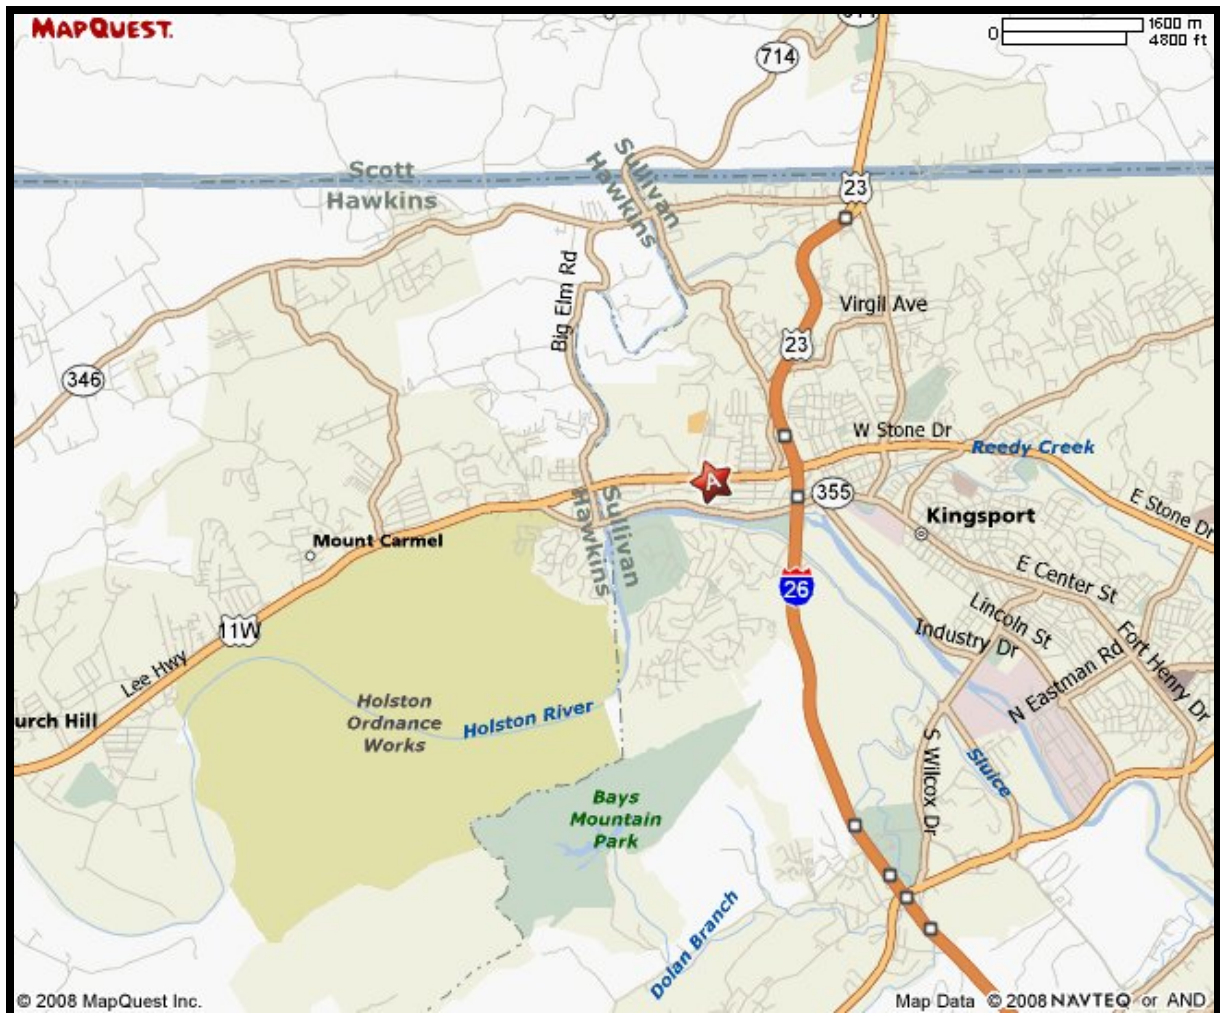 MAPQUEST.
0
1600 m
4800 ft
714
Scott
Hawkins
Sullivan
Hawkins
23
Big Elm Rd
Virgil Ave
23
346
W Stone Dr
Reedy Creek
A
355
E Stone Dr
Hawkins
Sullivan
Kingsport
Mount Carmel
26
E Center St
Lincoln St
Industry Dr
Fort Henry Dr
11W
Lee Hwy
N Eastman Rd
urch Hill
Holston
Ordnance
Works
Holston River
S Wilcox Dr
Sluice
Bays
Mountain
Park
Dolan Branch
© 2008 MapQuest Inc.
Map Data © 2008 NAVTEQ or AND